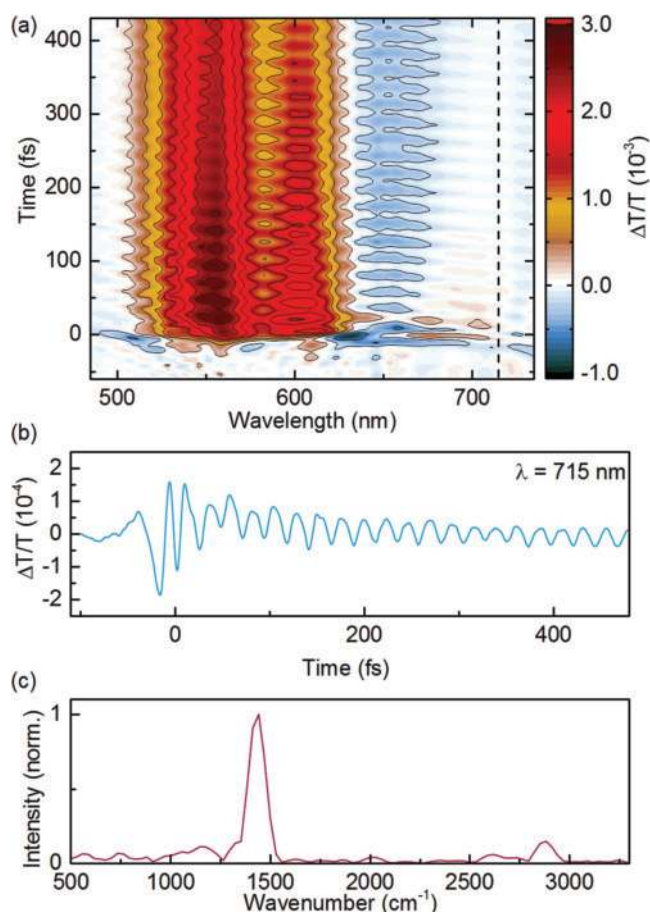 (a)
400
300
200
100
0
Time (fs)
500 600 700
Wavelength (nm)
3.0
2.0
1.0
0.0
-1.0
ΔT/T (10⁻³)
(b)
λ = 715 nm
2
1
0
-1
-2
ΔT/T (10⁻⁴)
0 200 400
Time (fs)
(c)
1
0
Intensity (norm.)
500 1000 1500 2000 2500 3000
Wavenumber (cm⁻¹)